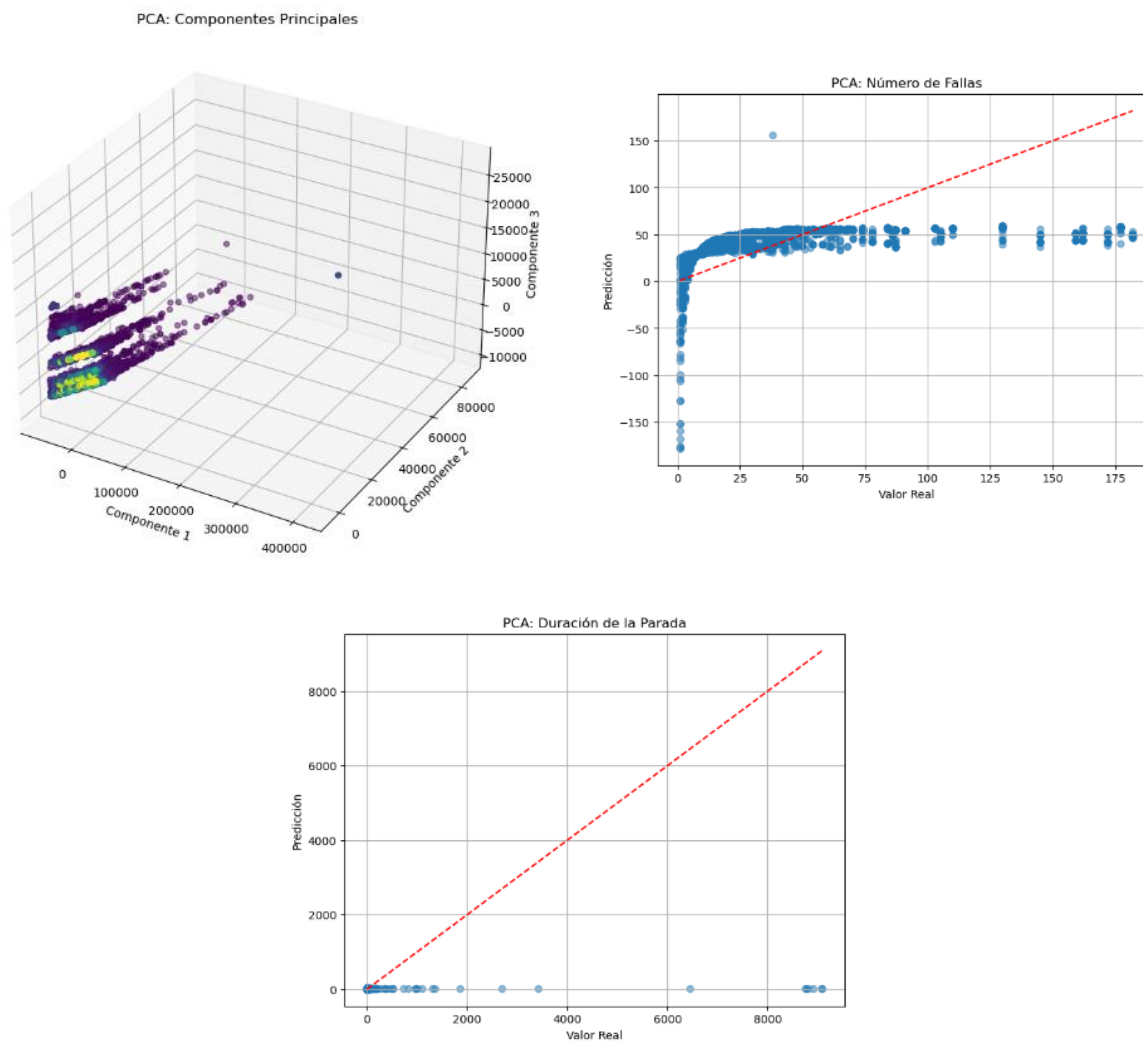 PCA: Componentes Principales
25000
20000
15000
10000
5000
0
−5000
−10000
Componente 3
80000
60000
40000
20000
0
Componente 2
0
100000
200000
300000
400000
Componente 1
PCA: Número de Fallas
150
100
50
0
−50
−100
−150
Predicción
0 25 50 75 100 125 150 175
Valor Real
PCA: Duración de la Parada
8000
6000
4000
2000
0
Predicción
0 2000 4000 6000 8000
Valor Real